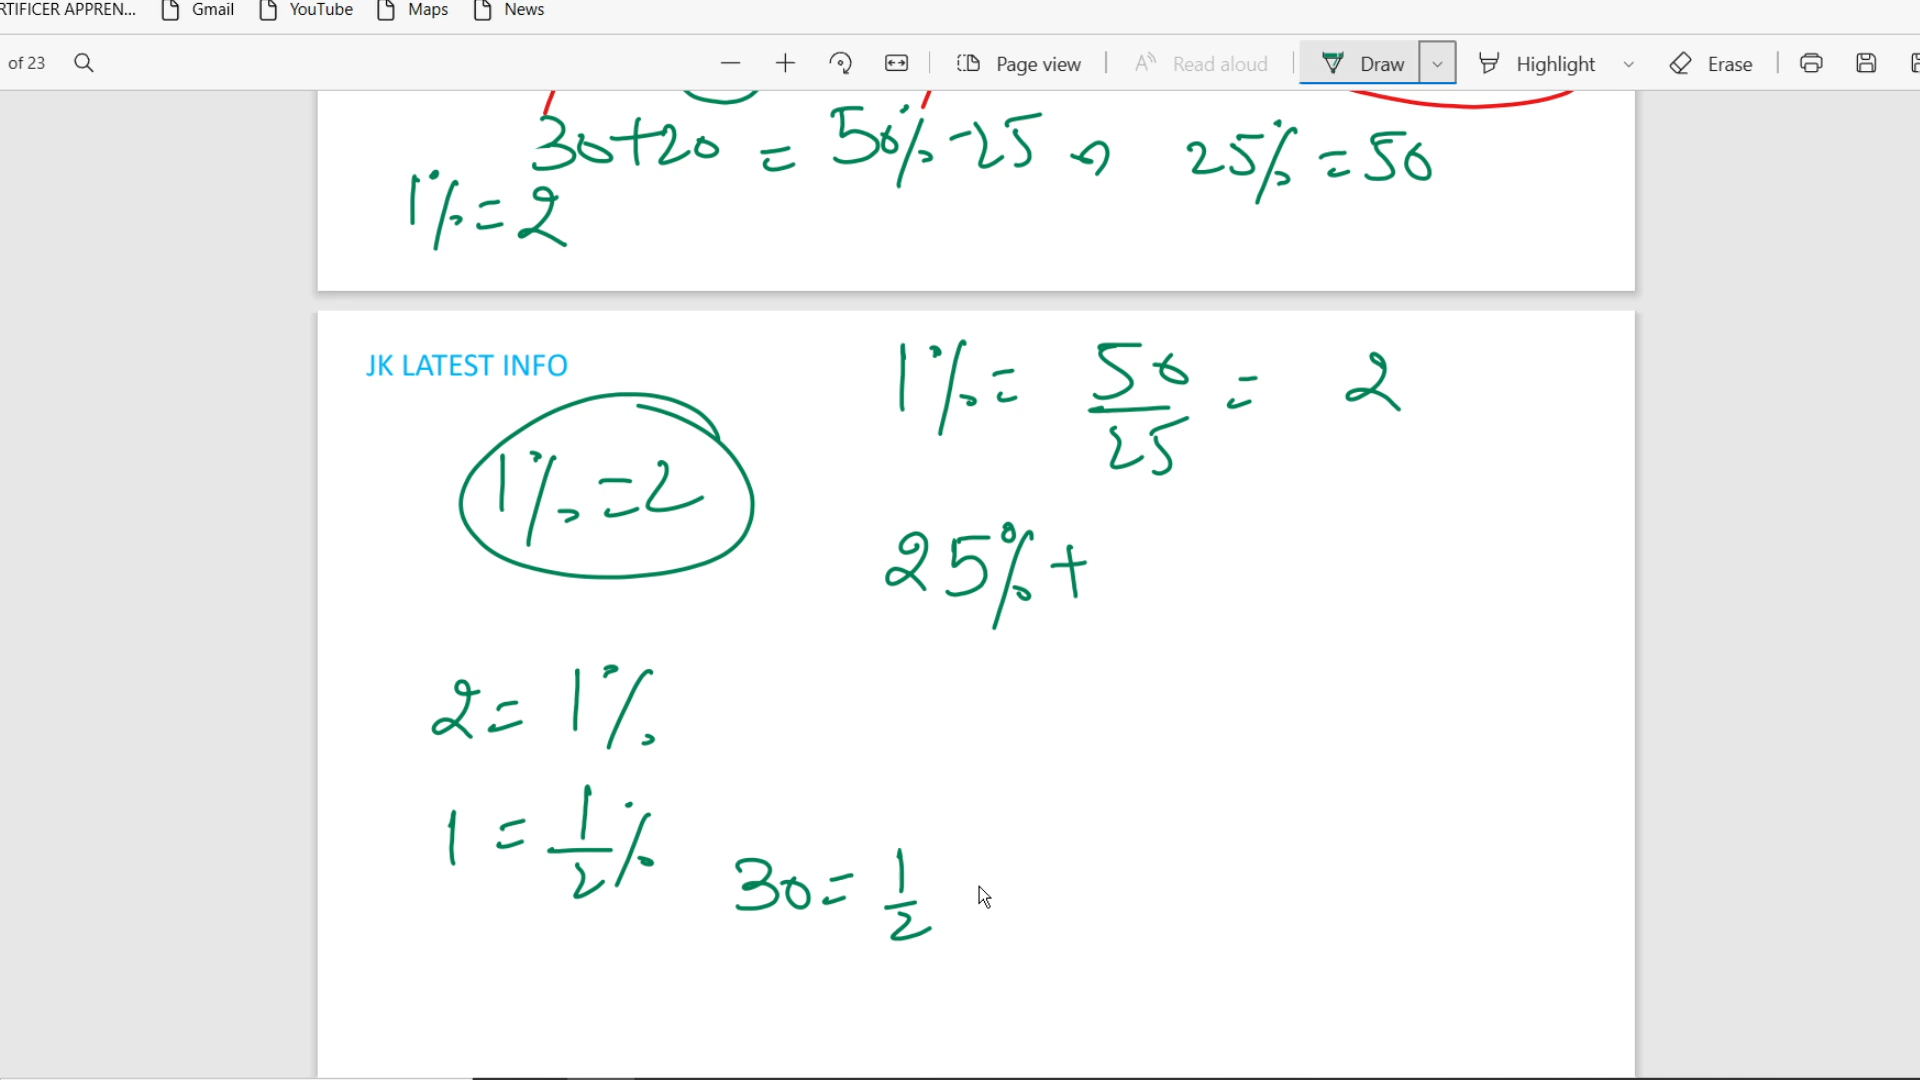 RTIFICER APPREN... Gmail YouTube Maps News
of 23 Page view Read aloud Draw Highlight Erase
30+20 = 50%-25 25% = 50
1% = 2
JK LATEST INFO
1% = 50/25 = 2
1% = 2
25% +
2 = 1%
1 = 1/2 %
30 = 1/2